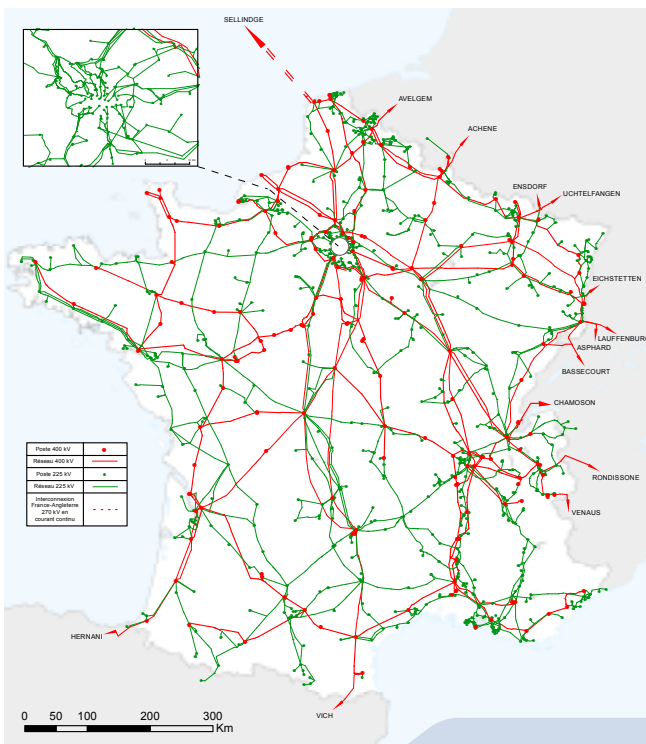 SELLINDGE
AVELGEM
ACHENE
ENSDORF
UCHTELFANGEN
EICHSTETTEN
LAUFFENBURG
ASPHARD
BASSECOURT
CHAMOSON
RONDISSONE
VENAUS
Poste 400 kV
Réseau 400 kV
Poste 225 kV
Réseau 225 kV
Interconnexion
France-Angleterre
270 kV en
courant continu
HERNANI
VICH
0 50 100 200 300
Km